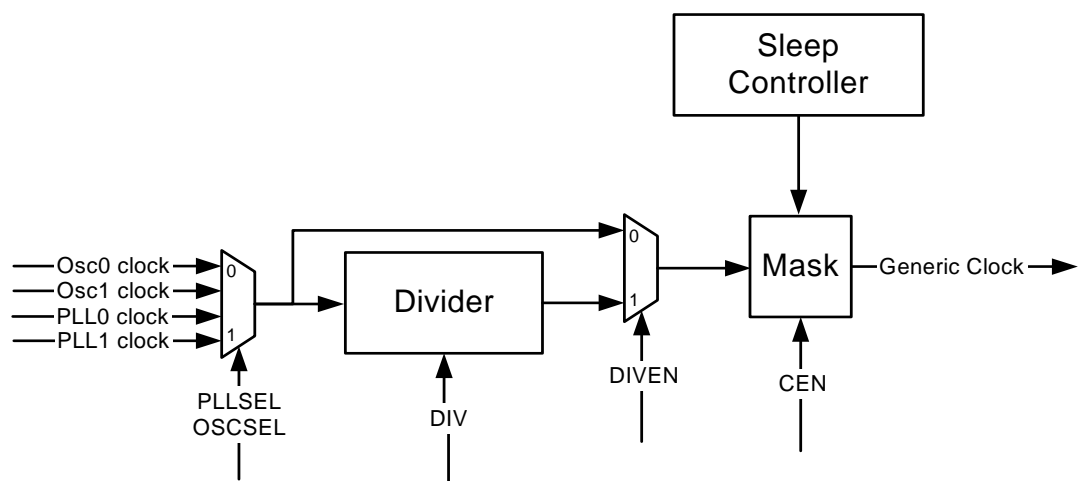 Sleep
Controller
0
Osc0 clock
0
Osc1 clock
Divider
Mask
Generic Clock
PLL0 clock
1
PLL1 clock
1
DIVEN
CEN
PLLSEL
DIV
OSCSEL